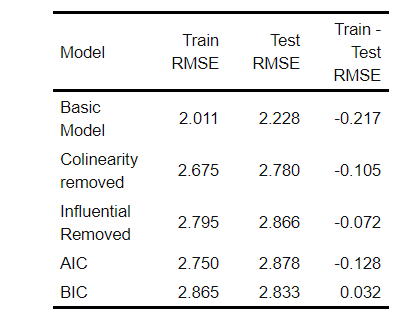 Model Train RMSE Test RMSE Train - Test RMSE
Basic Model 2.011 2.228 -0.217
Colinearity removed 2.675 2.780 -0.105
Influential Removed 2.795 2.866 -0.072
AIC 2.750 2.878 -0.128
BIC 2.865 2.833 0.032